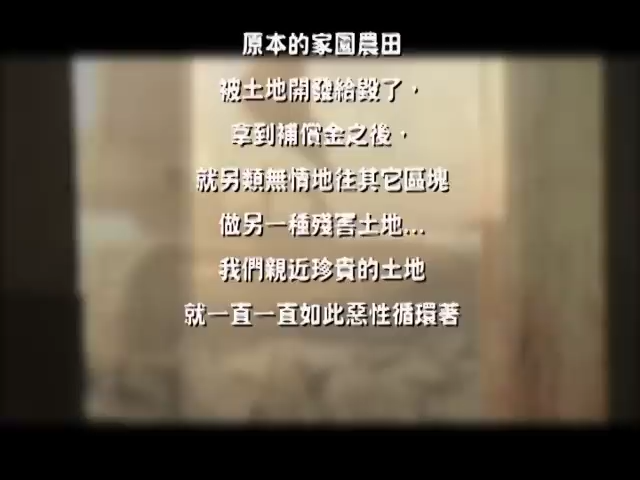 原本的家園農田
被土地開發給毀了，
拿到補償金之後，
就另類無情地往其它區塊
做另一種殘害土地...
我們親近珍貴的土地
就一直一直如此惡性循環著